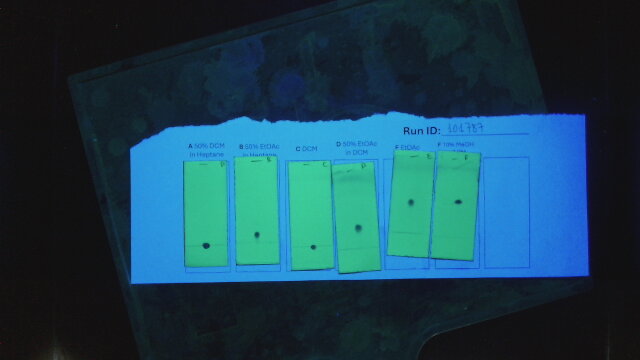 Run ID: 101787
A 50% DCM
in Heptane
B 50% EtOAc
in Heptane
C DCM
D 50% EtOAc
in DCM
E EtOAc
F 10% MeOH
B
C
D
E
F